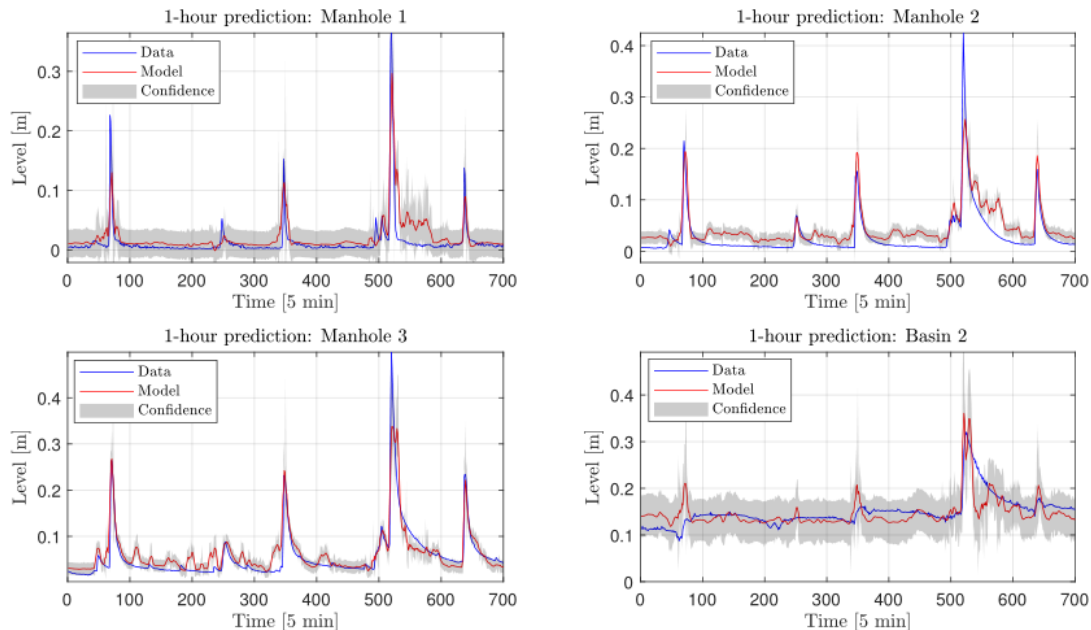 1-hour prediction: Manhole 1
Level [m]
0.3
0.2
0.1
0
Data
Model
Confidence
0 100 200 300 400 500 600 700
Time [5 min]
1-hour prediction: Manhole 2
Level [m]
0.4
0.3
0.2
0.1
0
Data
Model
Confidence
0 100 200 300 400 500 600 700
Time [5 min]
1-hour prediction: Manhole 3
Level [m]
0.4
0.3
0.2
0.1
Data
Model
Confidence
0 100 200 300 400 500 600 700
Time [5 min]
1-hour prediction: Basin 2
Level [m]
0.4
0.3
0.2
0.1
0
Data
Model
Confidence
0 100 200 300 400 500 600 700
Time [5 min]